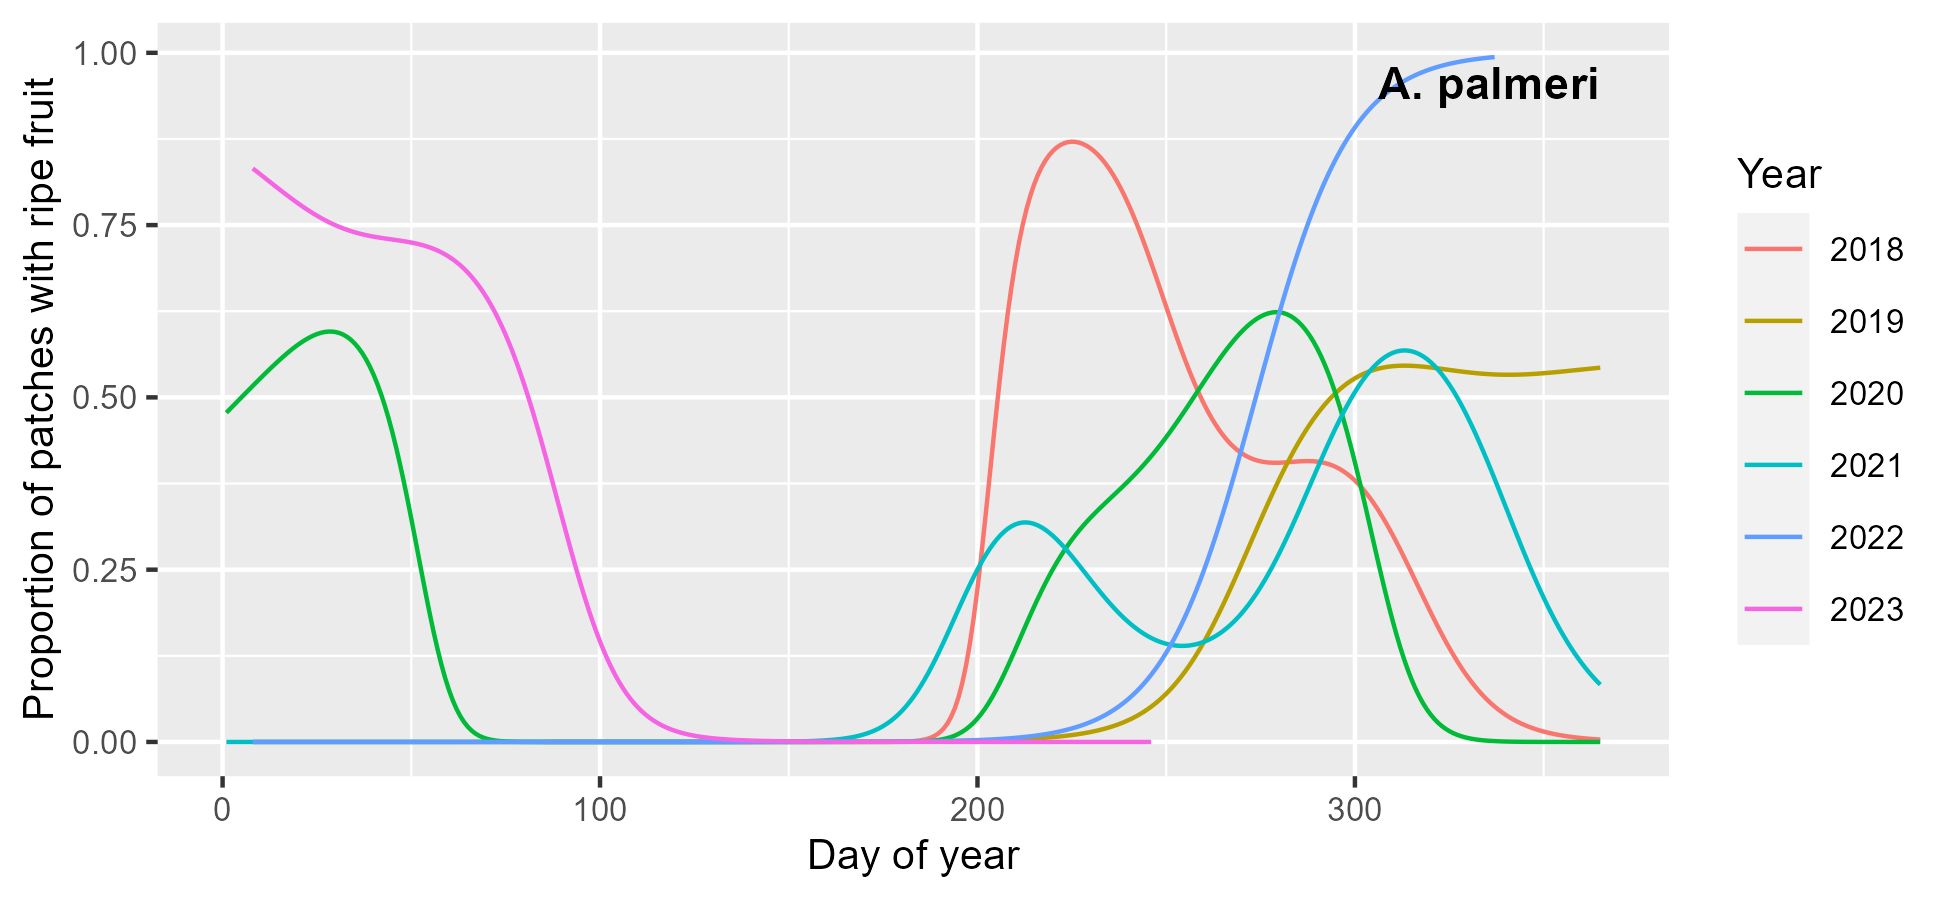 1.00
0.75
0.50
0.25
0.00
Proportion of patches with ripe fruit
A. palmeri
0 100 200 300
Day of year
Year
2018
2019
2020
2021
2022
2023